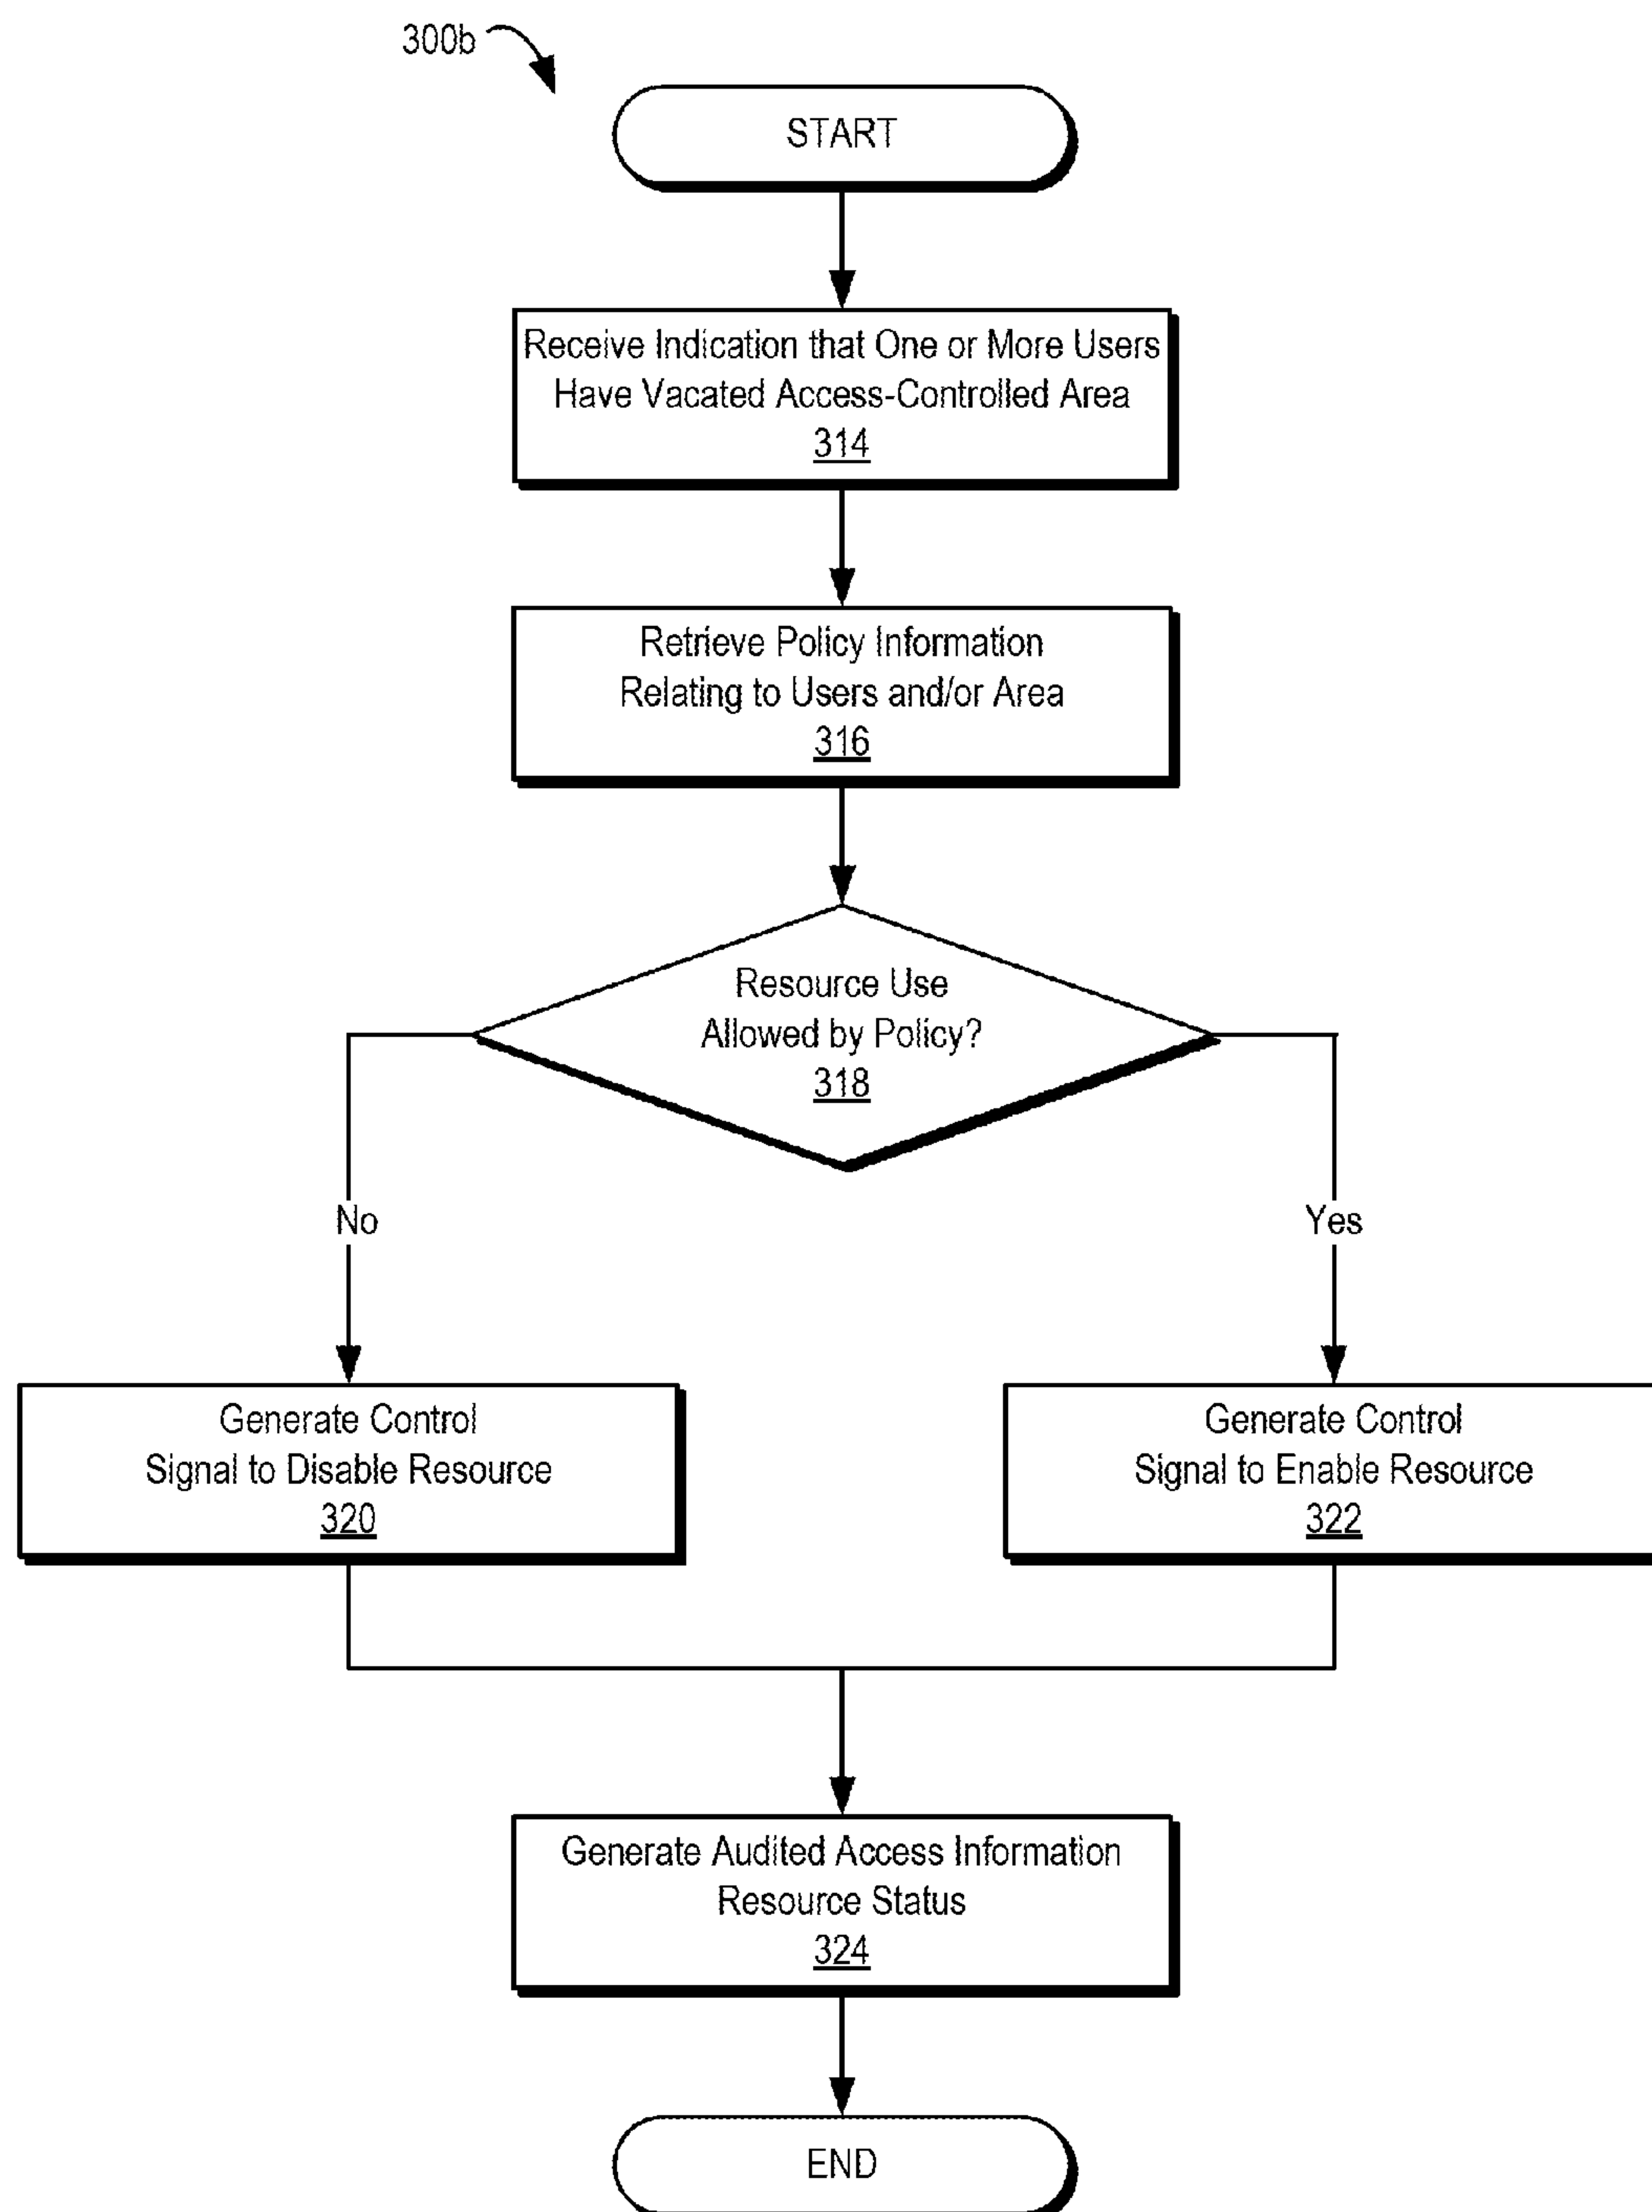 300b
START
Receive Indication that One or More Users
Have Vacated Access-Controlled Area
314
Retrieve Policy Information
Relating to Users and/or Area
316
Resource Use
Allowed by Policy?
318
No
Yes
Generate Control
Signal to Disable Resource
320
Generate Control
Signal to Enable Resource
322
Generate Audited Access Information
Resource Status
324
END